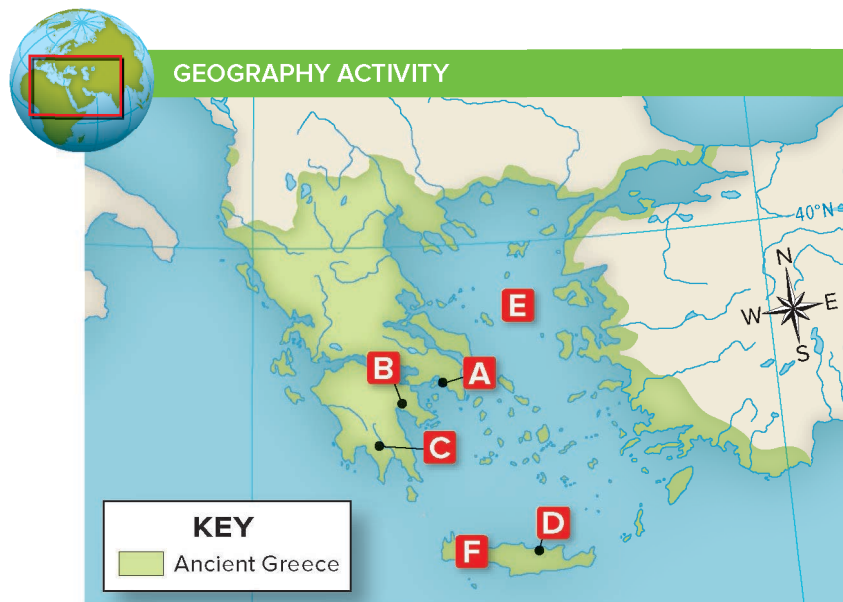 GEOGRAPHY ACTIVITY
40°N
N
W E
S
E
B A
C
D
F
KEY
Ancient Greece